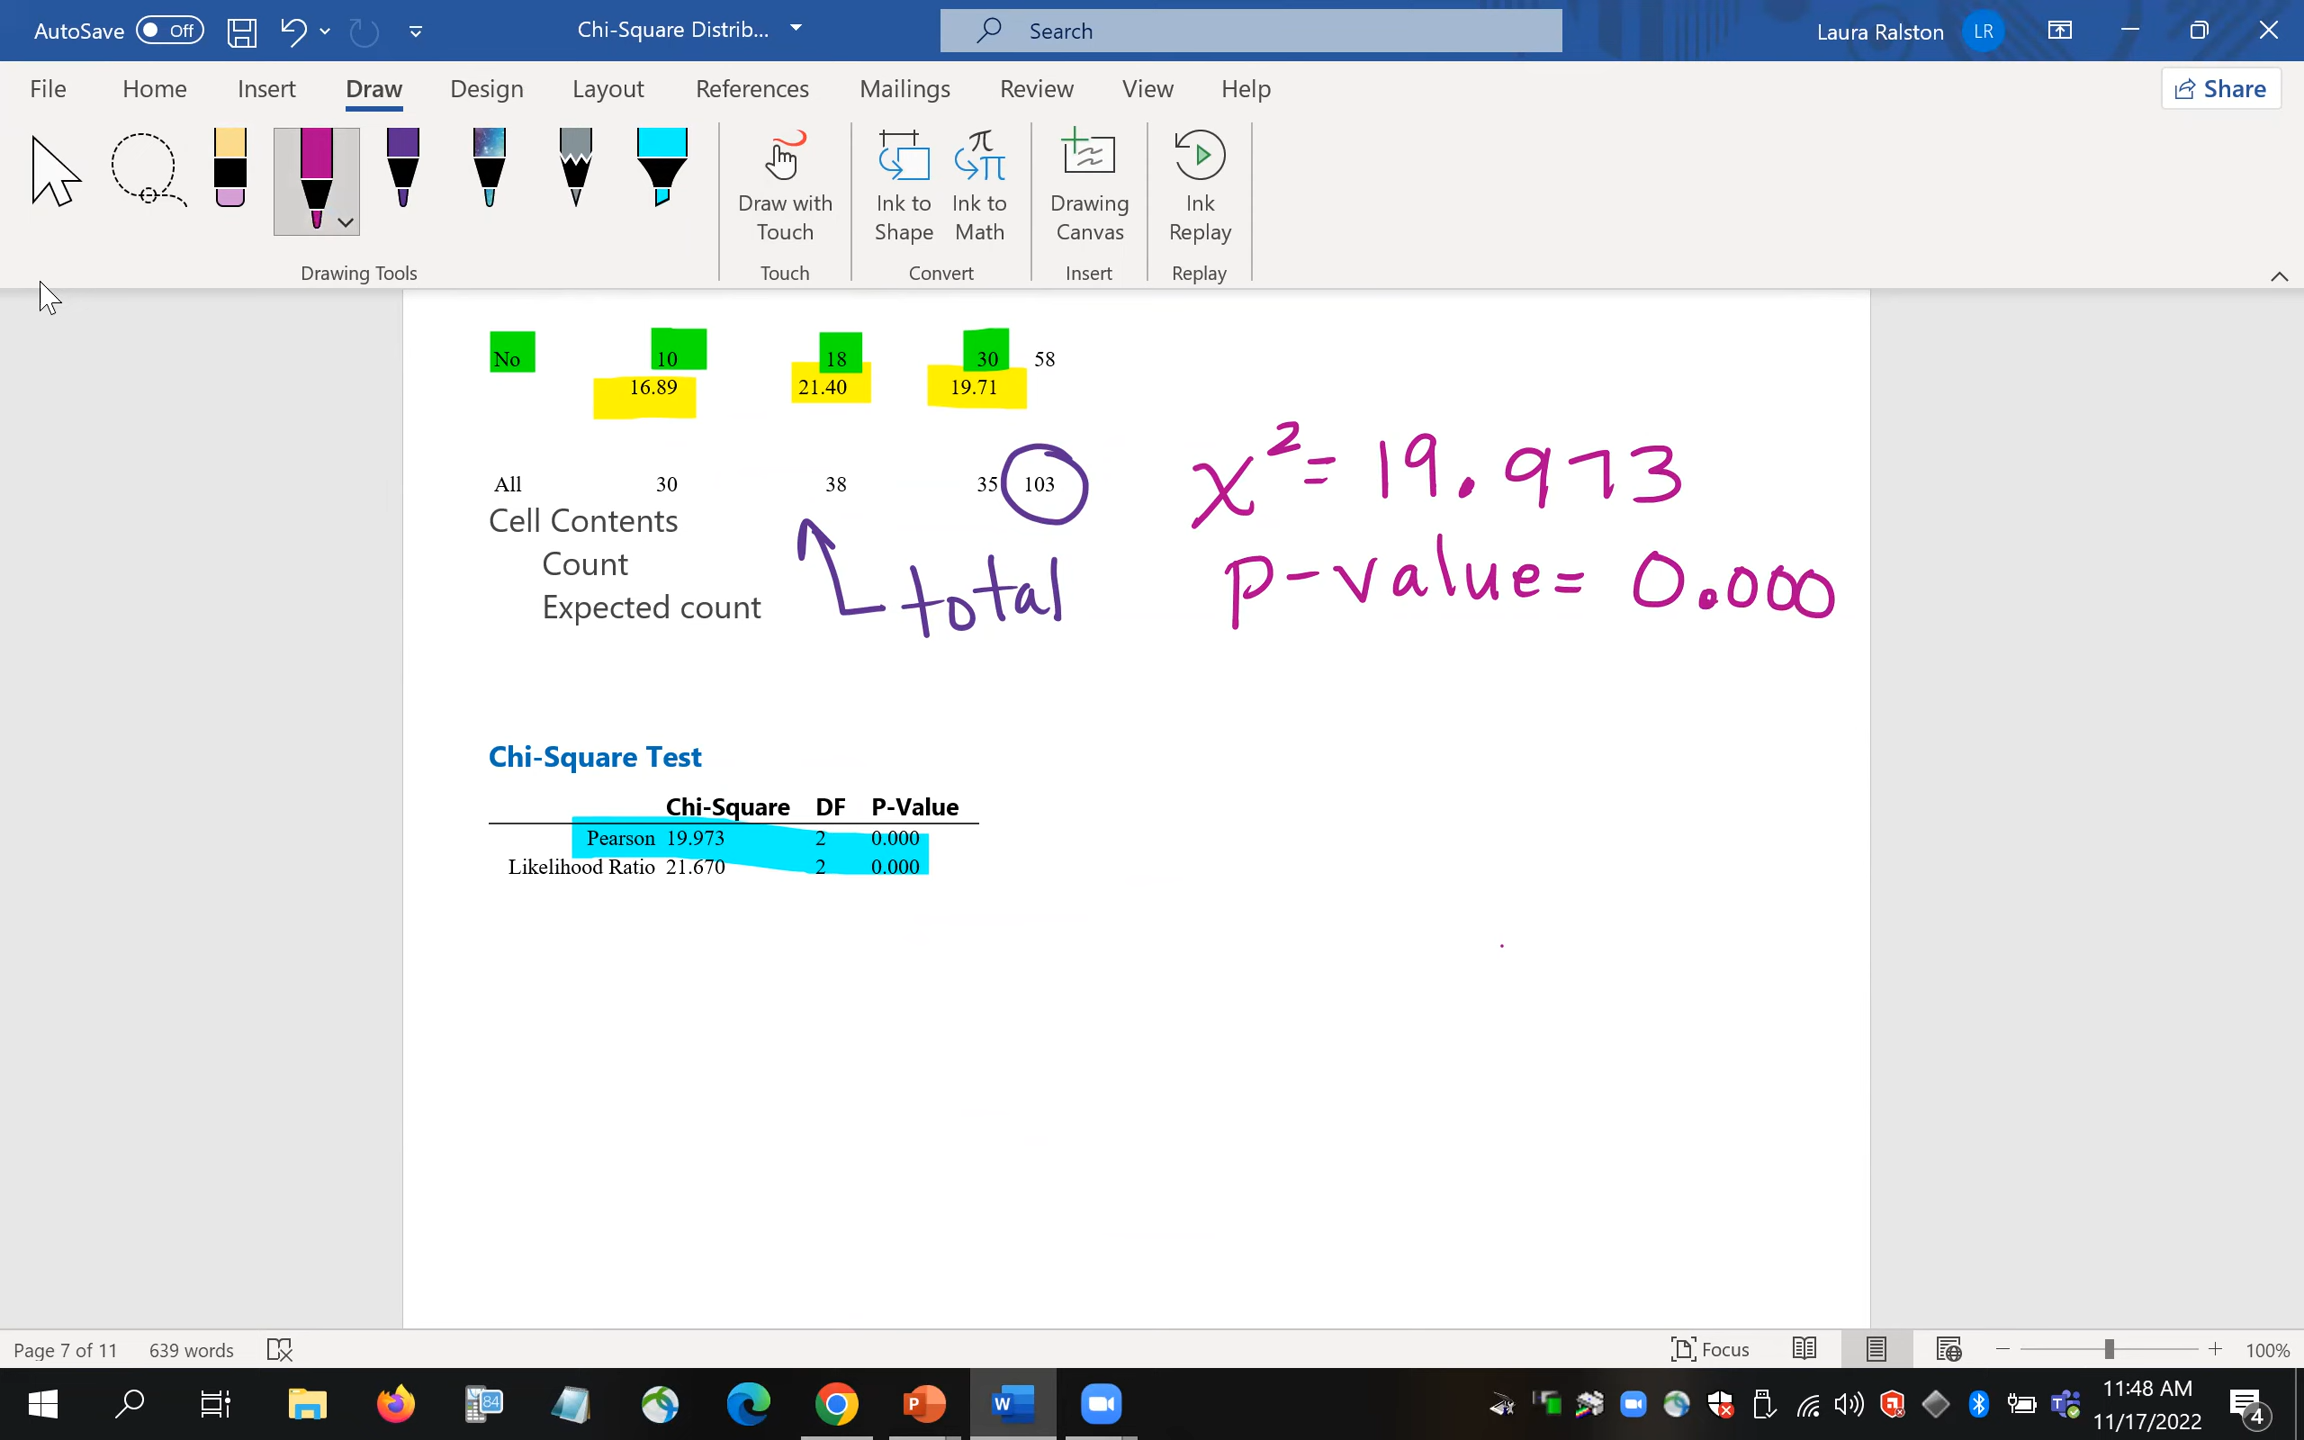 AutoSave Off Chi-Square Distrib... Search Laura Ralston LR
File Home Insert Draw Design Layout References Mailings Review View Help Share
Draw with Touch
Ink to Shape
Ink to Math
Drawing Canvas
Ink Replay
Drawing Tools Touch Convert Insert Replay
No 10 18 30 58
16.89 21.40 19.71
All 30 38 35 103
Cell Contents
Count
Expected count
total
χ²= 19.973
p-value= 0.000
Chi-Square Test
Chi-Square DF P-Value
Pearson 19.973 2 0.000
Likelihood Ratio 21.670 2 0.000
Page 7 of 11 639 words Focus 100%
84 P W 11:48 AM
11/17/2022 4